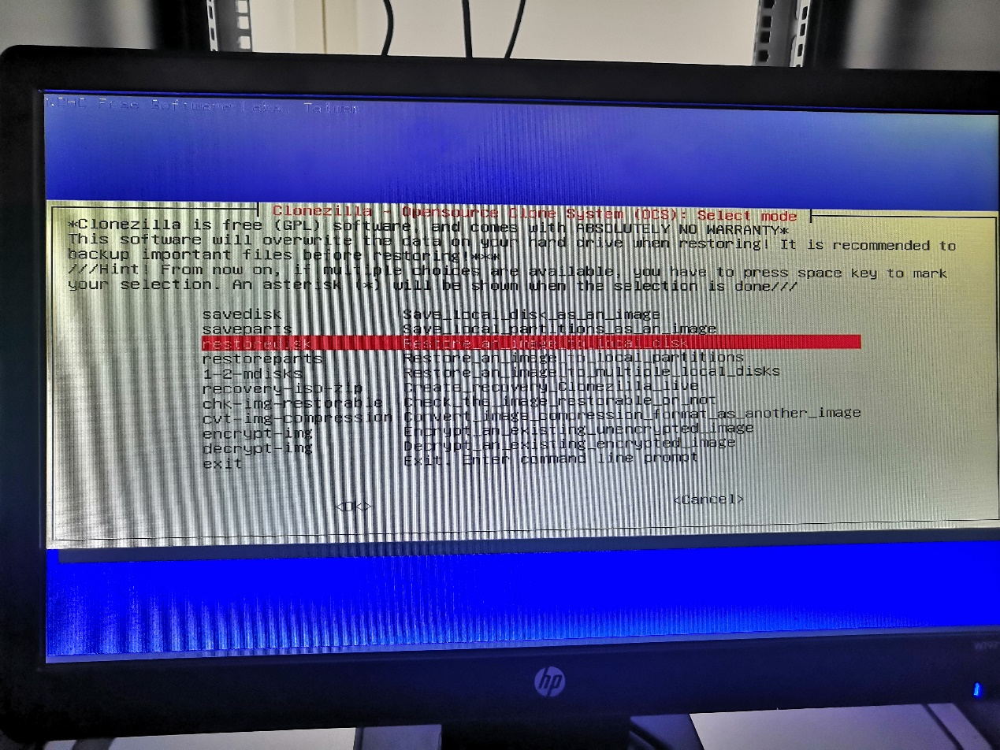 NCHC Free Software Labs, Taiwan
Clonezilla - Opensource Clone System (OCS): Select mode
*Clonezilla is free (GPL) software, and comes with ABSOLUTELY NO WARRANTY*
This software will overwrite the data on your hard drive when restoring! It is recommended to
backup important files before restoring!***
///Hint! From now on, if multiple choices are available, you have to press space key to mark
your selection. An asterisk (*) will be shown when the selection is done///
savedisk Save_local_disk_as_an_image
saveparts Save_local_partitions_as_an_image
restoredisk Restore_an_image_to_local_disk
restoreparts Restore_an_image_to_local_partitions
1-2-mdisks Restore_an_image_to_multiple_local_disks
recovery-iso-zip Create_recovery_Clonezilla_live
chk-img-restorable Check_the_image_restorable_or_not
cvt-img-compression Convert_image_compression_format_as_another_image
encrypt-img Encrypt_an_existing_unencrypted_image
decrypt-img Decrypt_an_existing_encrypted_image
exit Exit. Enter command line prompt
<Ok> <Cancel>
hp